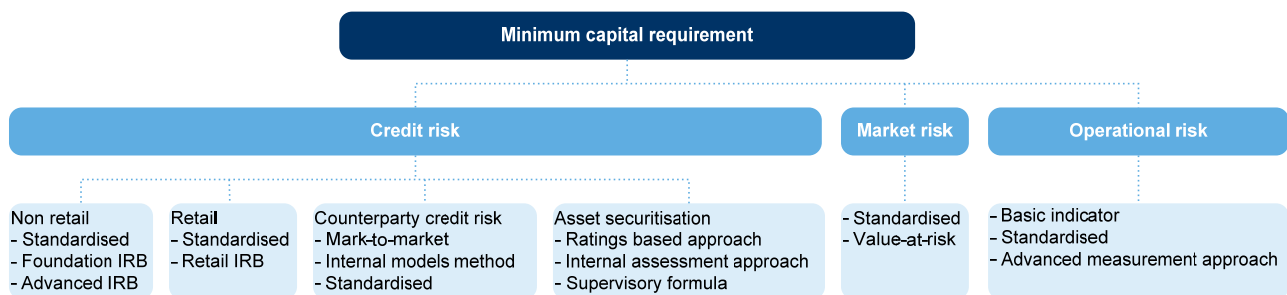 Minimum capital requirement
Credit risk
Market risk
Operational risk
Non retail
- Standardised
- Foundation IRB
- Advanced IRB
Retail
- Standardised
- Retail IRB
Counterparty credit risk
- Mark-to-market
- Internal models method
- Standardised
Asset securitisation
- Ratings based approach
- Internal assessment approach
- Supervisory formula
- Standardised
- Value-at-risk
- Basic indicator
- Standardised
- Advanced measurement approach